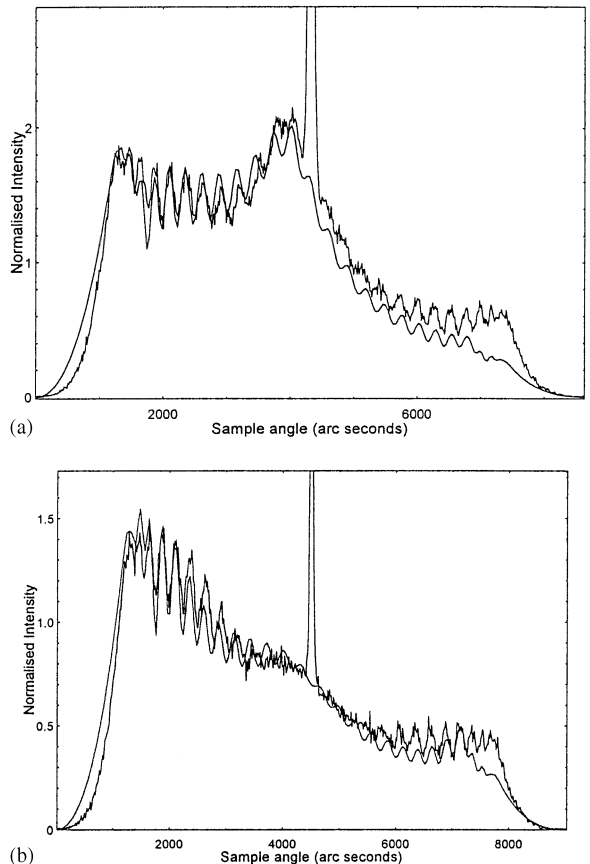 2
Normalised Intensity
1
0
2000
6000
(a)
Sample angle (arc seconds)
1.5
1.0
Normalised Intensity
0.5
0
2000
4000
6000
8000
(b)
Sample angle (arc seconds)